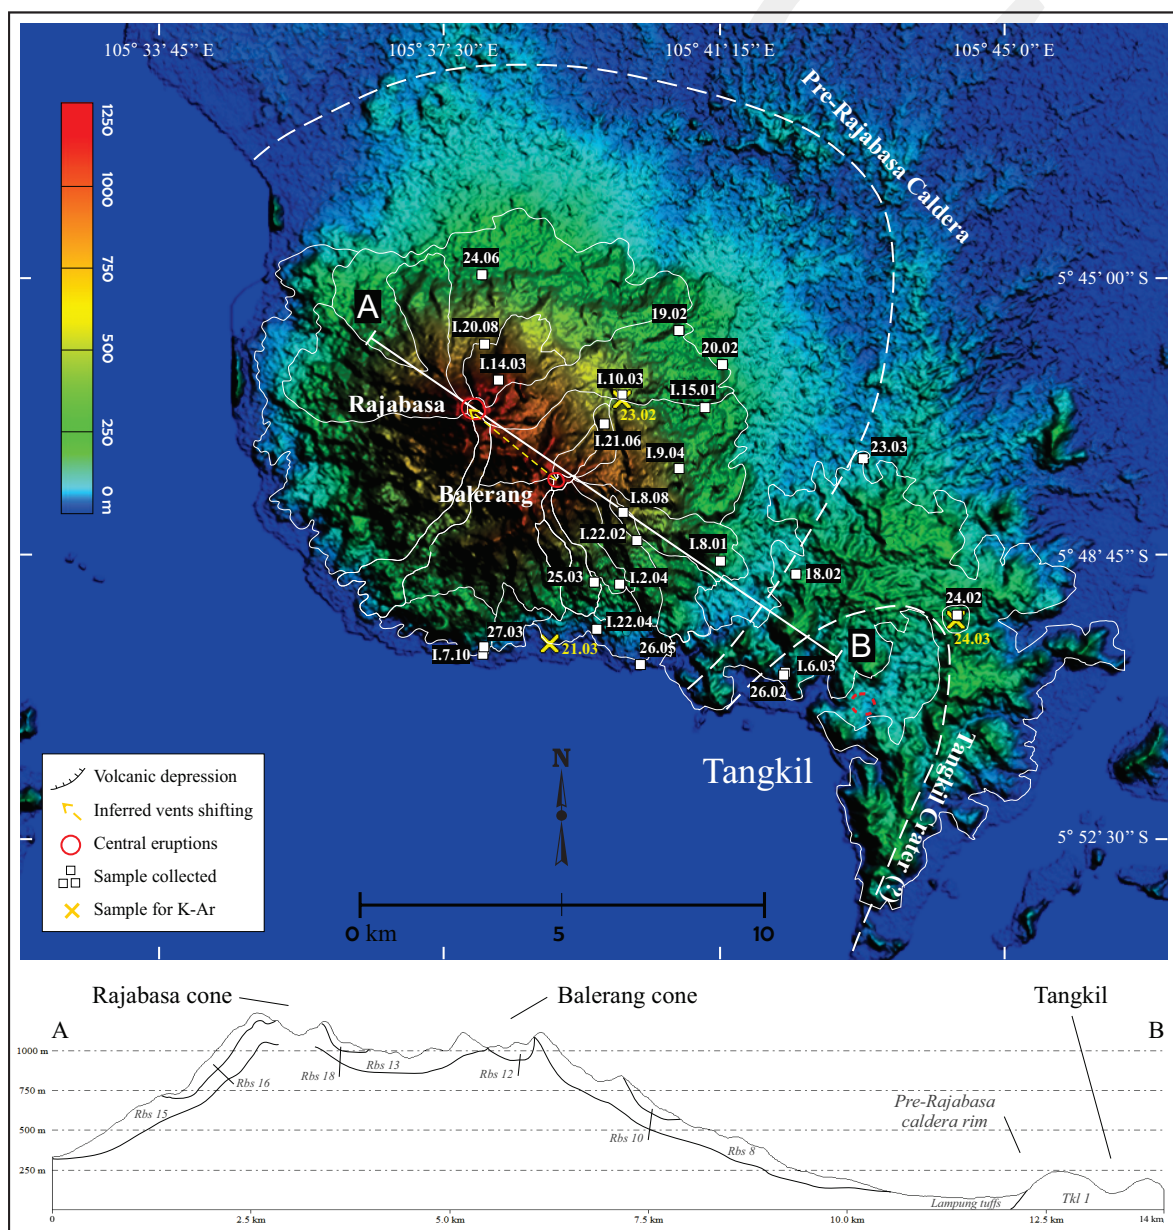 105° 33’45’’ E
105° 37’30’’ E
105° 41’15’’ E
105° 45’0’’ E
Pre-Rajabasa Caldera
1250
1000
750
500
250
0 m
24.06
5° 45’00’’ S
A
I.20.08
19.02
I.14.03
20.02
I.10.03
I.15.01
Rajabasa
23.02
I.21.06
23.03
I.9.04
Balerang
I.8.08
I.22.02
I.8.01
5° 48’45’’ S
25.03
I.2.04
18.02
24.02
I.22.04
24.03
27.03
B
I.7.10
21.03
26.05
I.6.03
26.02
Tangkil
Tangkil Crater (?)
Volcanic depression
Inferred vents shifting
Central eruptions
Sample collected
Sample for K-Ar
N
5° 52’30’’ S
0 km
5
10
Rajabasa cone
Balerang cone
Tangkil
A
B
1000 m
750 m
500 m
250 m
Rbs 15
Rbs 16
Rbs 18
Rbs 13
Rbs 12
Rbs 10
Rbs 8
Pre-Rajabasa
caldera rim
Lampung tuffs
Tkl 1
0
2.5 km
5.0 km
7.5 km
10.0 km
12.5 km
14 km